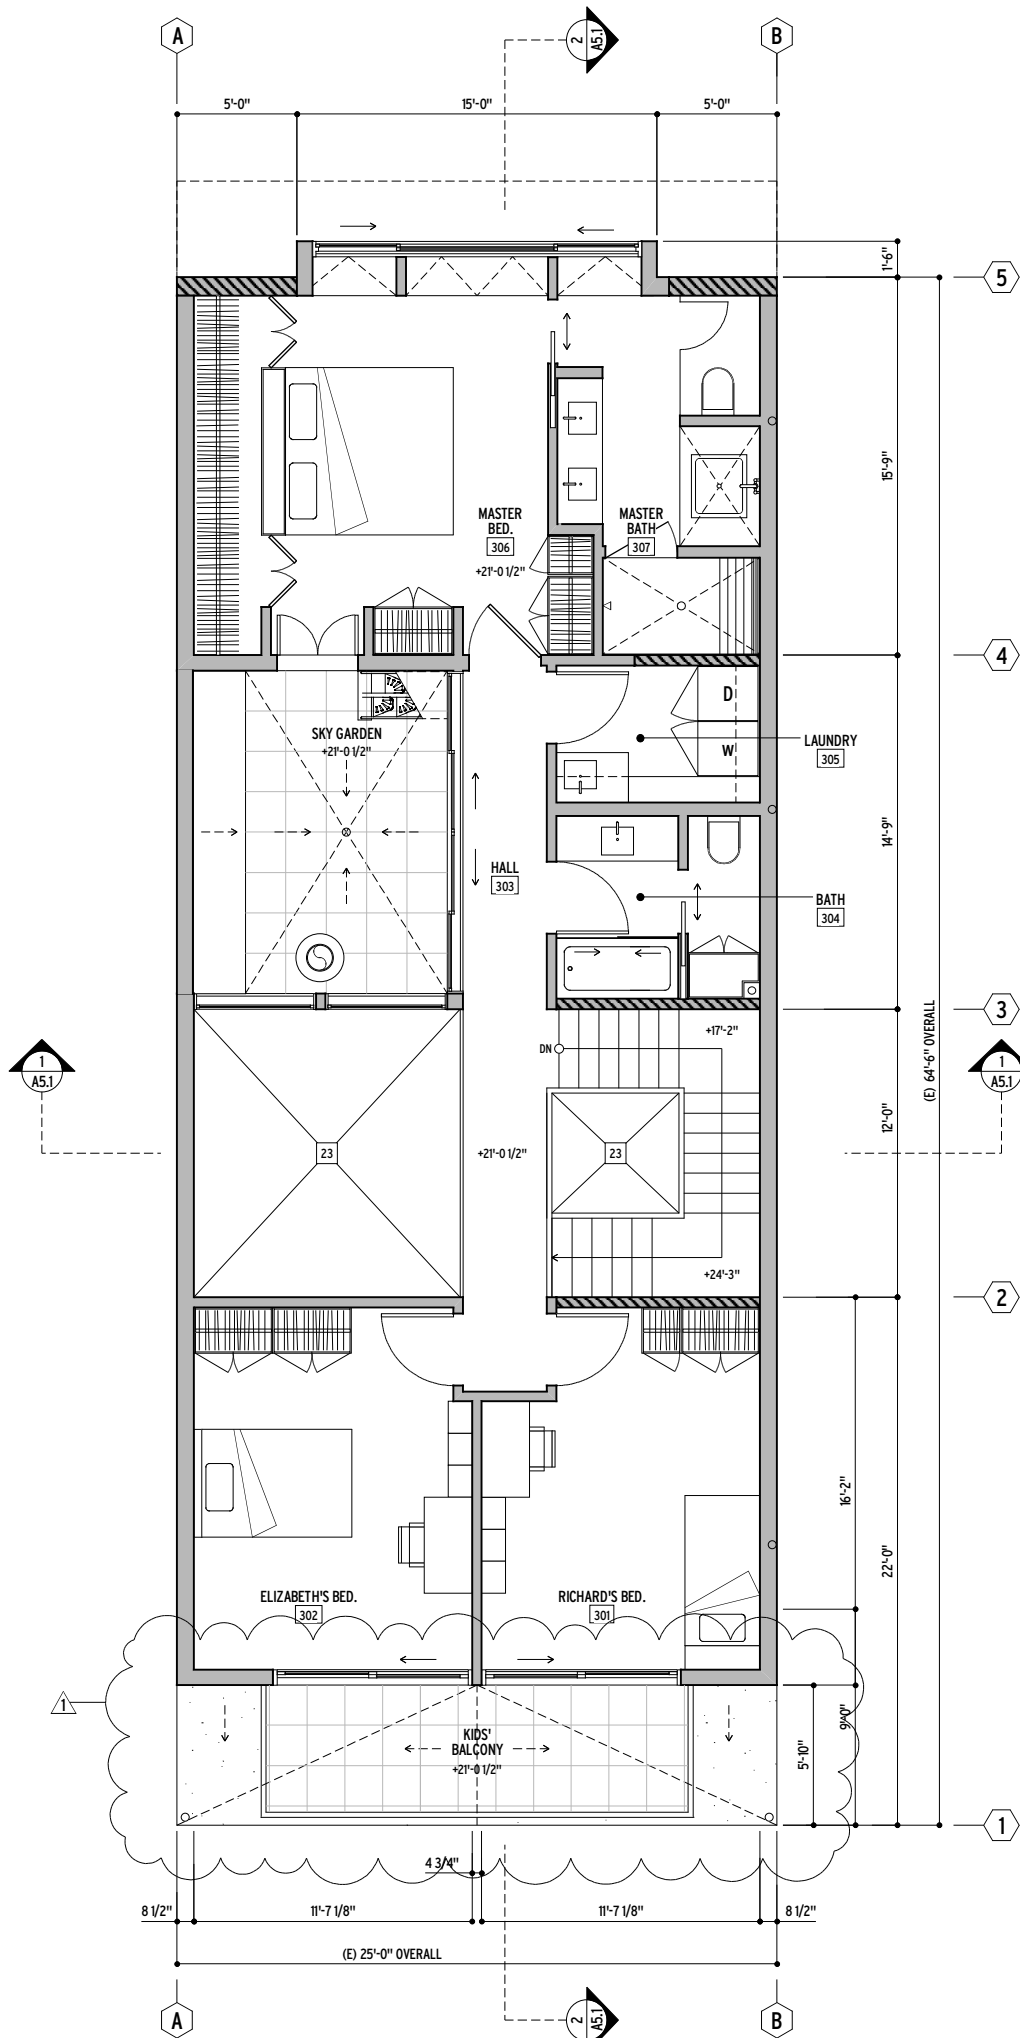 A
B
2
A5.1
5'-0"
15'-0"
5'-0"
1'-6"
5
MASTER
BED.
306
+21'-0 1/2"
MASTER
BATH
307
15'-9"
4
SKY GARDEN
+21'-0 1/2"
D
W
LAUNDRY
305
HALL
303
BATH
304
14'-9"
3
(E) 64'-6" OVERALL
1
A5.1
1
A5.1
DN
+17'-2"
23
+21'-0 1/2"
23
12'-0"
+24'-3"
2
16'-2"
22'-0"
ELIZABETH'S BED.
302
RICHARD'S BED.
301
1
KIDS'
BALCONY
+21'-0 1/2"
9'-0"
5'-10"
1
4 3/4"
8 1/2"
11'-7 1/8"
11'-7 1/8"
8 1/2"
(E) 25'-0" OVERALL
A
2
A5.1
B